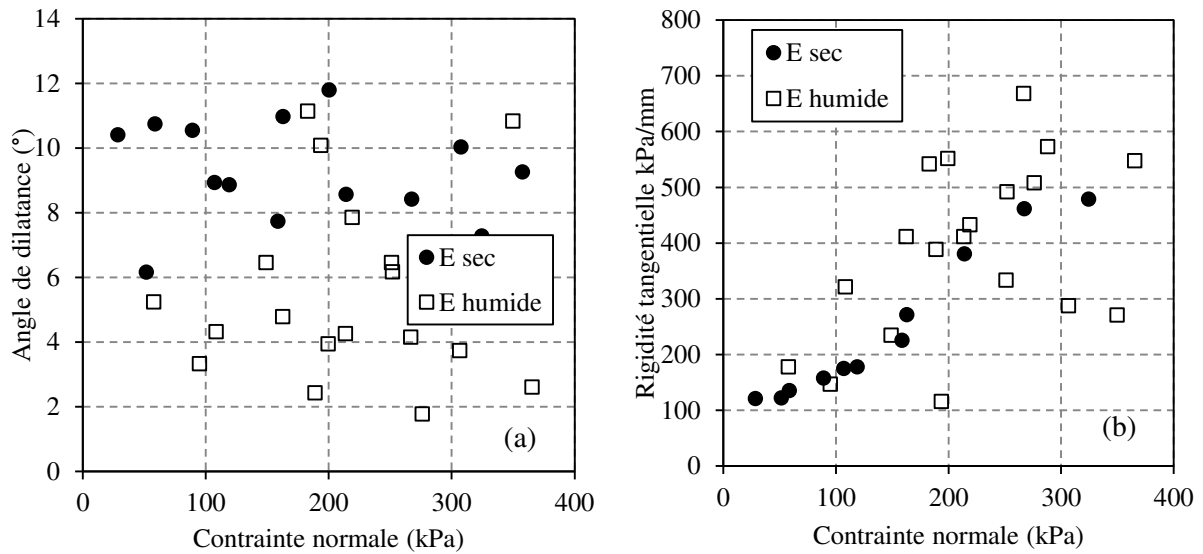 14
12
10
8
6
4
2
0
0 100 200 300 400
Angle de dilatance (°)
Contrainte normale (kPa)
E sec
E humide
(a)
800
700
600
500
400
300
200
100
0
0 100 200 300 400
Rigidité tangentielle kPa/mm
Contrainte normale (kPa)
E sec
E humide
(b)